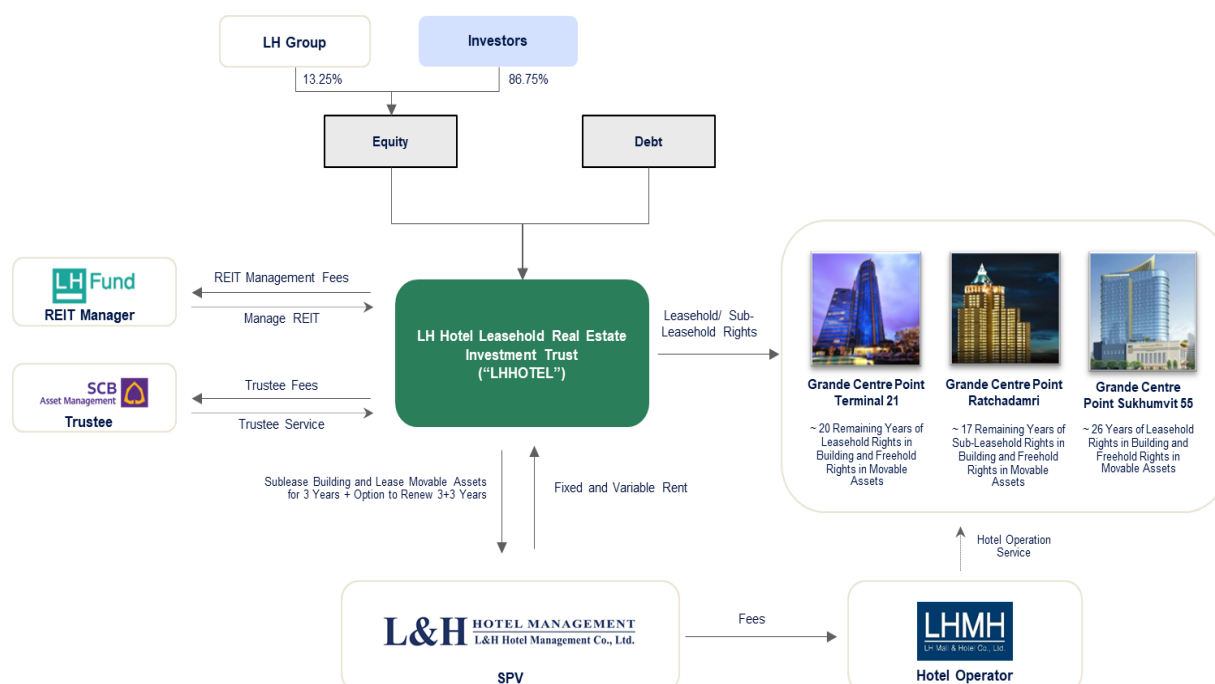 LH Group
Investors
13.25%
86.75%
Equity
Debt
LH Fund
REIT Manager
REIT Management Fees
Manage REIT
SCB
Asset Management
Trustee
Trustee Fees
Trustee Service
LH Hotel Leasehold Real Estate
Investment Trust
(“LHHOTEL”)
Leasehold/ Sub-
Leasehold Rights
Grande Centre Point
Terminal 21
~ 20 Remaining Years of
Leasehold Rights in
Building and Freehold
Rights in Movable
Assets
Grande Centre Point
Ratchadamri
~ 17 Remaining Years of
Sub-Leasehold Rights in
Building and Freehold
Rights in Movable
Assets
Grande Centre
Point Sukhumvit 55
~ 26 Years of Leasehold
Rights in Building and
Freehold Rights in
Movable Assets
Sublease Building and Lease Movable Assets
for 3 Years + Option to Renew 3+3 Years
Fixed and Variable Rent
Hotel Operation
Service
L&H HOTEL MANAGEMENT
L&H Hotel Management Co., Ltd.
SPV
Fees
LHMH
LH Mall & Hotel Co., Ltd.
Hotel Operator